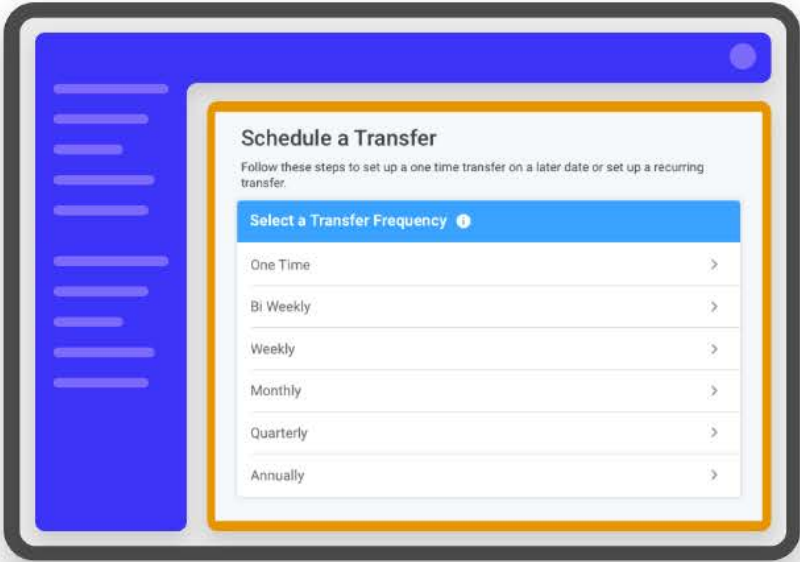 Schedule a Transfer
Follow these steps to set up a one time transfer on a later date or set up a recurring
transfer.
Select a Transfer Frequency
One Time
Bi Weekly
Weekly
Monthly
Quarterly
Annually